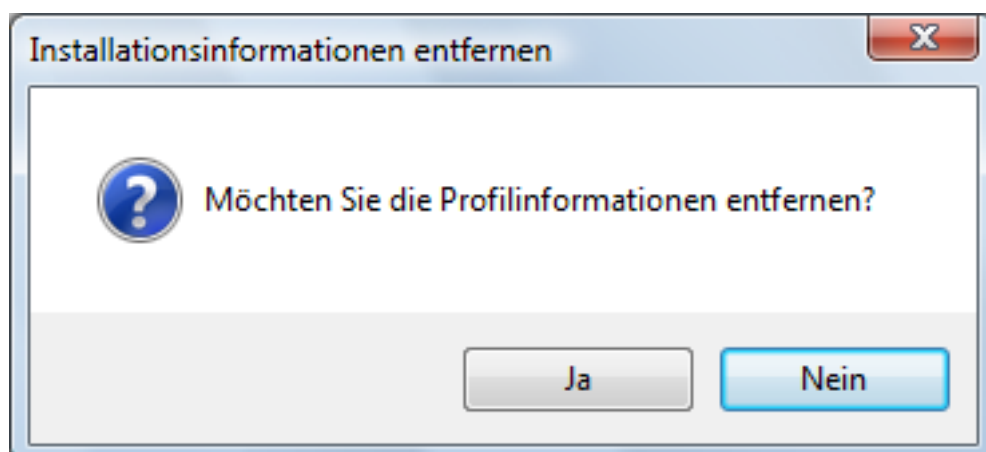 Installationsinformationen entfernen
Möchten Sie die Profilinformationen entfernen?
Ja
Nein